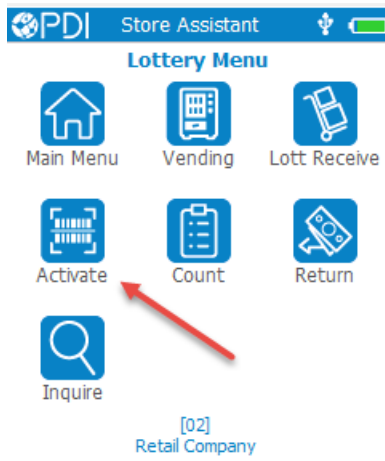 PDI Store Assistant
Lottery Menu
Main Menu Vending Lott Receive
Activate Count Return
Inquire
[02]
Retail Company